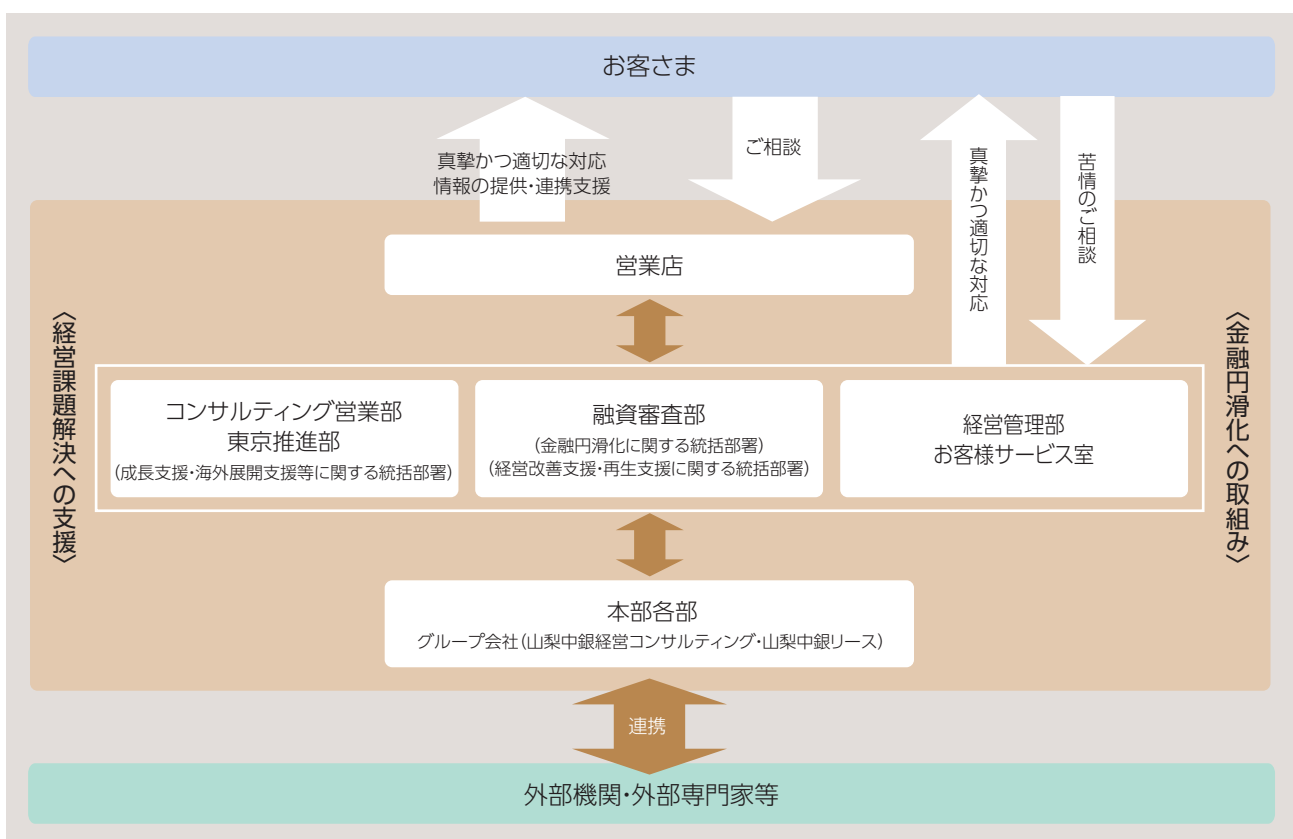 お客さま
真摯かつ適切な対応
情報の提供・連携支援
ご相談
真摯かつ適切な対応
苦情のご相談
営業店
〈経営課題解決への支援〉
〈金融円滑化への取組み〉
コンサルティング営業部
東京推進部
(成長支援・海外展開支援等に関する統括部署)
融資審査部
(金融円滑化に関する統括部署)
(経営改善支援・再生支援に関する統括部署)
経営管理部
お客様サービス室
本部各部
グループ会社(山梨中銀経営コンサルティング・山梨中銀リース)
連携
外部機関・外部専門家等